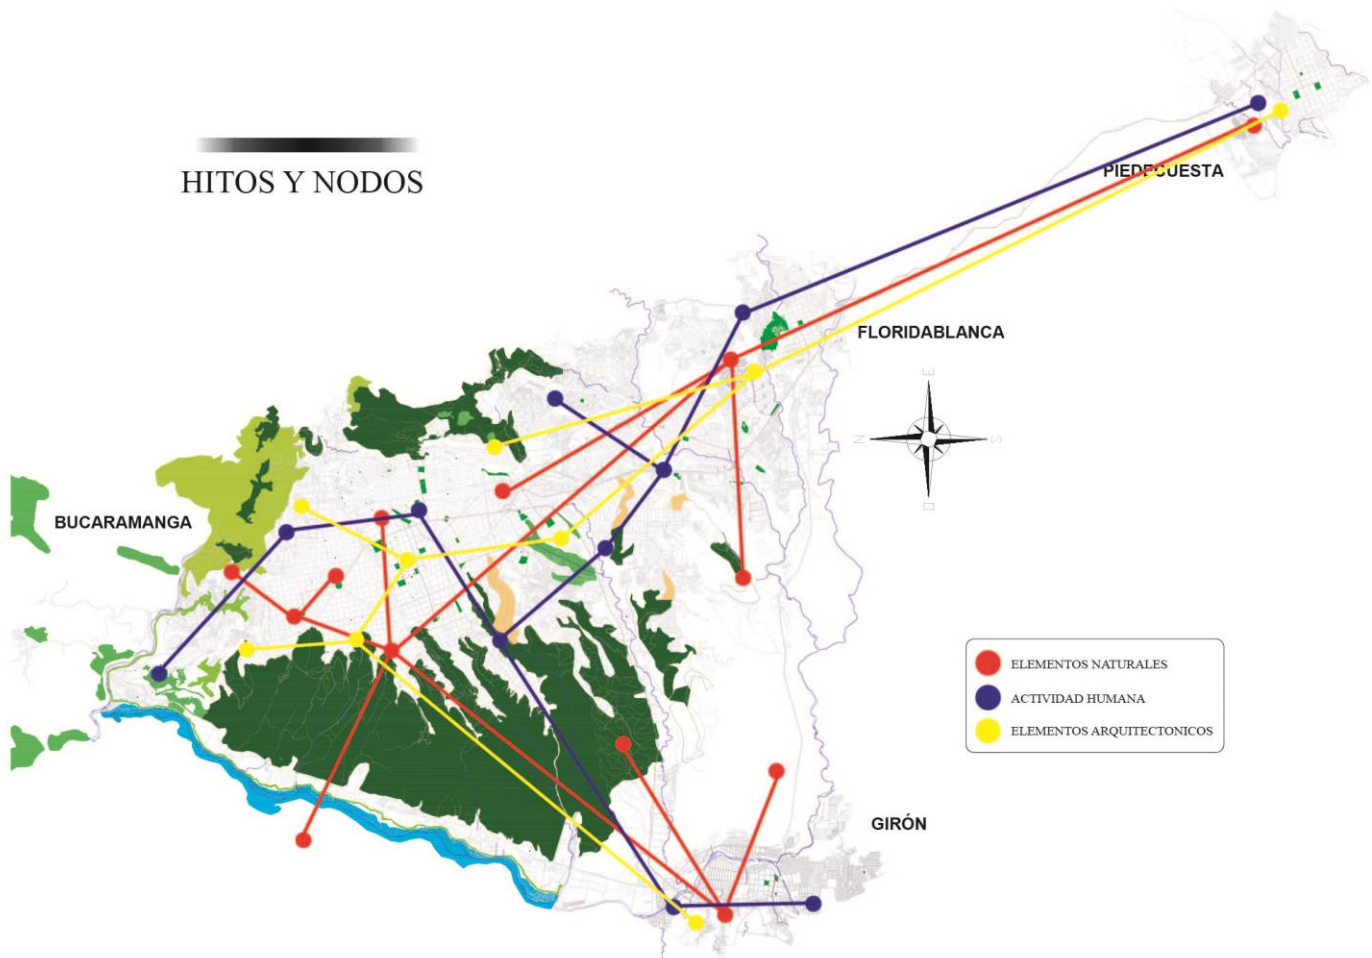 HITOS Y NODOS
PIEDECUESTA
FLORIDABLANCA
E
N
S
O
BUCARAMANGA
ELEMENTOS NATURALES
ACTIVIDAD HUMANA
ELEMENTOS ARQUITECTONICOS
GIRÓN